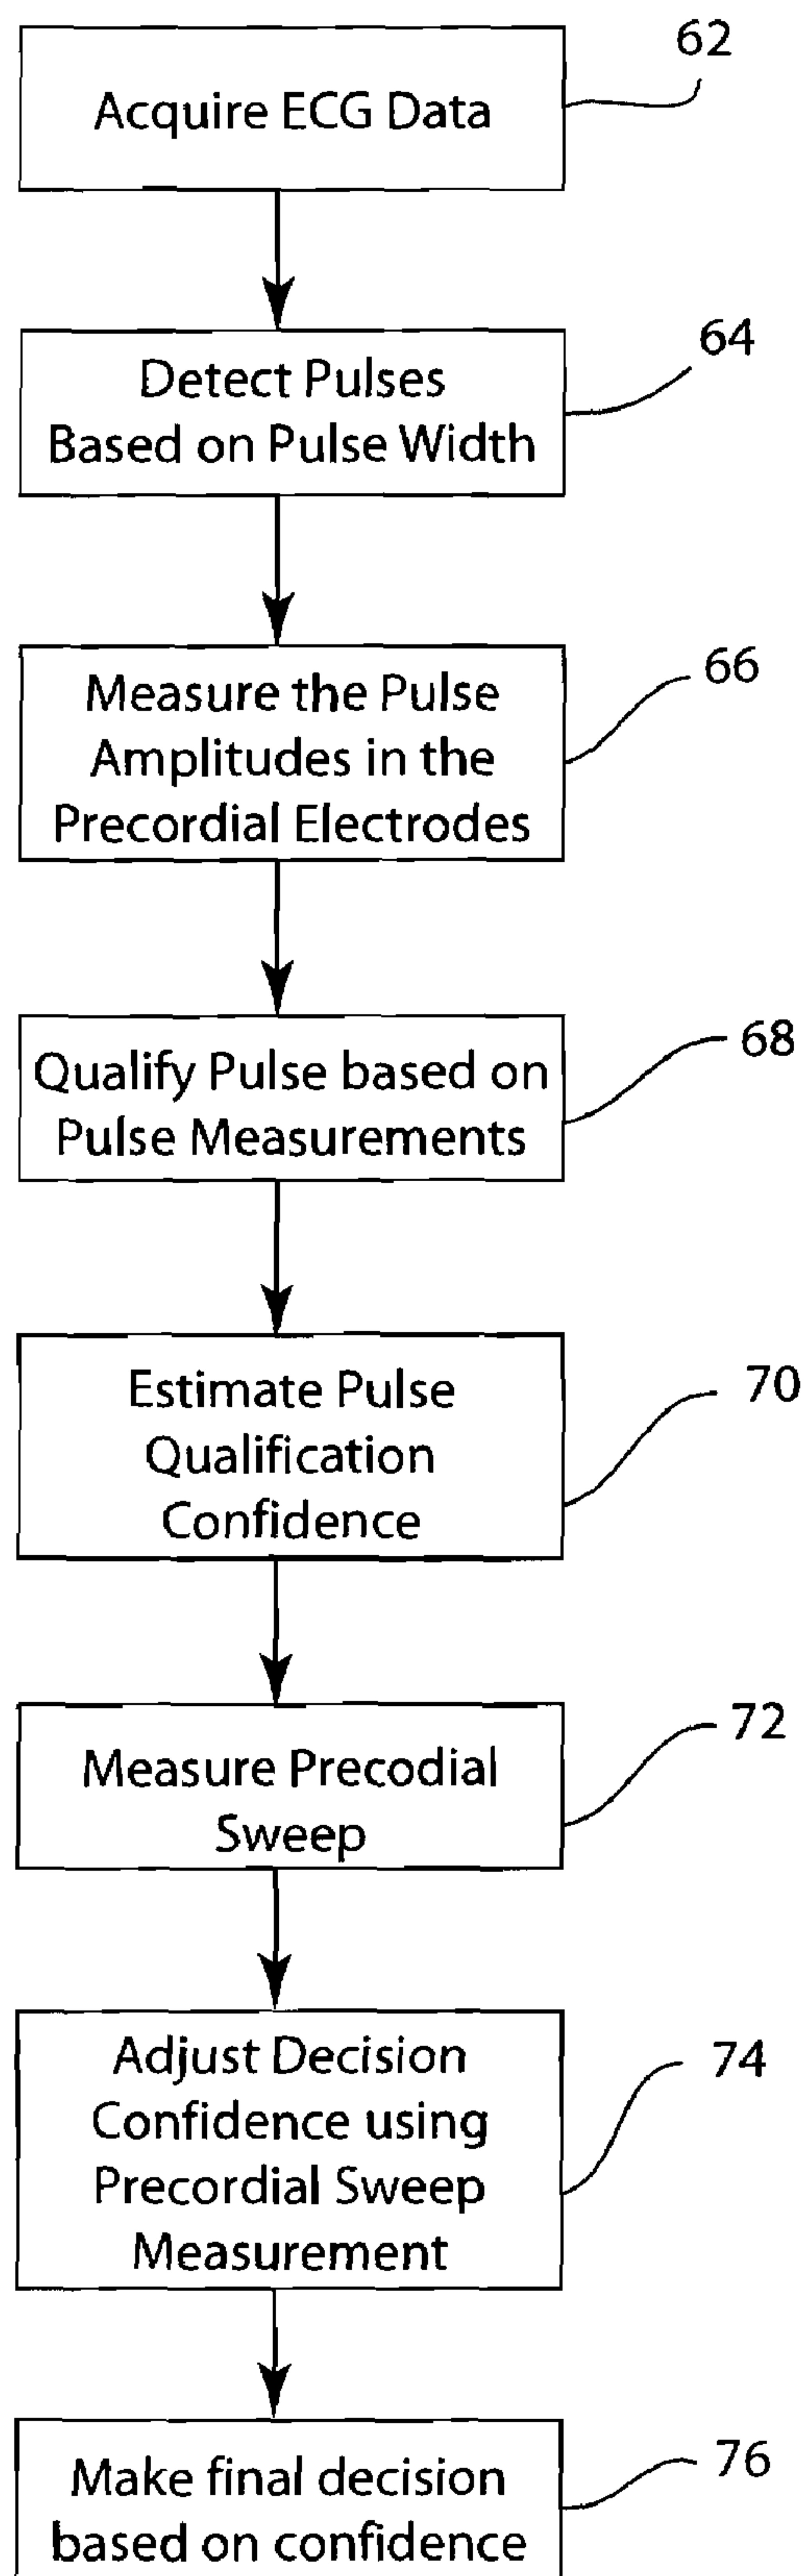 62
Acquire ECG Data
64
Detect Pulses
Based on Pulse Width
66
Measure the Pulse
Amplitudes in the
Precordial Electrodes
68
Qualify Pulse based on
Pulse Measurements
70
Estimate Pulse
Qualification
Confidence
72
Measure Precodial
Sweep
74
Adjust Decision
Confidence using
Precordial Sweep
Measurement
76
Make final decision
based on confidence